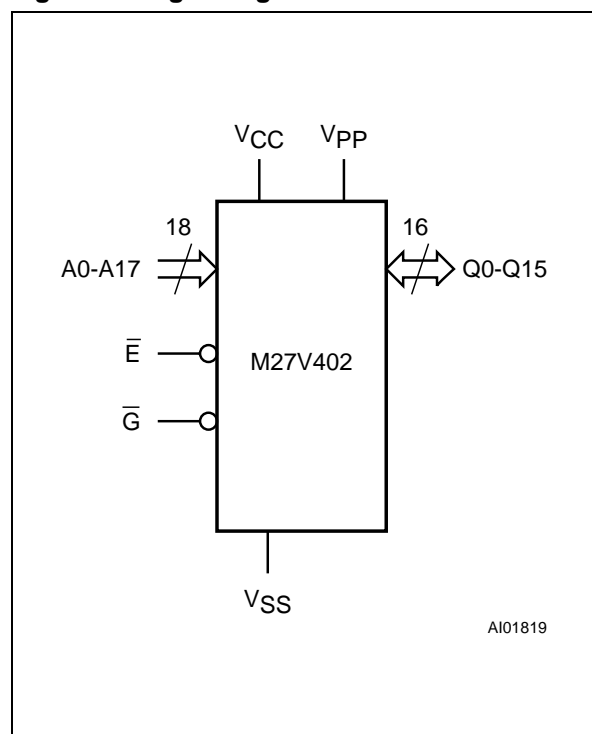 VCC VPP
18 16
A0-A17 Q0-Q15
E̅
M27V402
G̅
VSS
AI01819